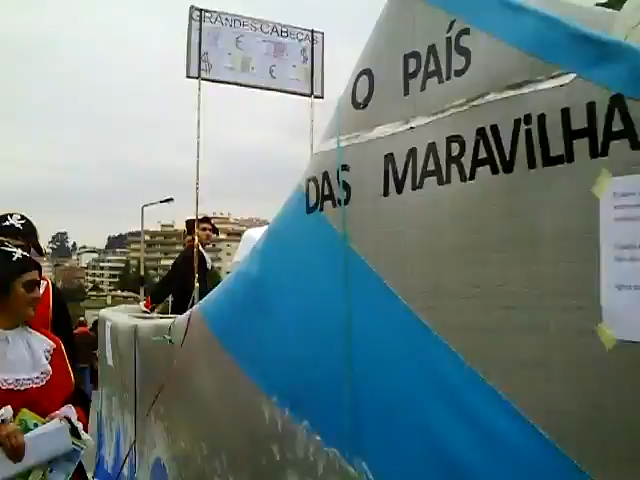 GRANDES CABEÇAS
$ €
$ €
O PAÍS
DAS MARAVILHA